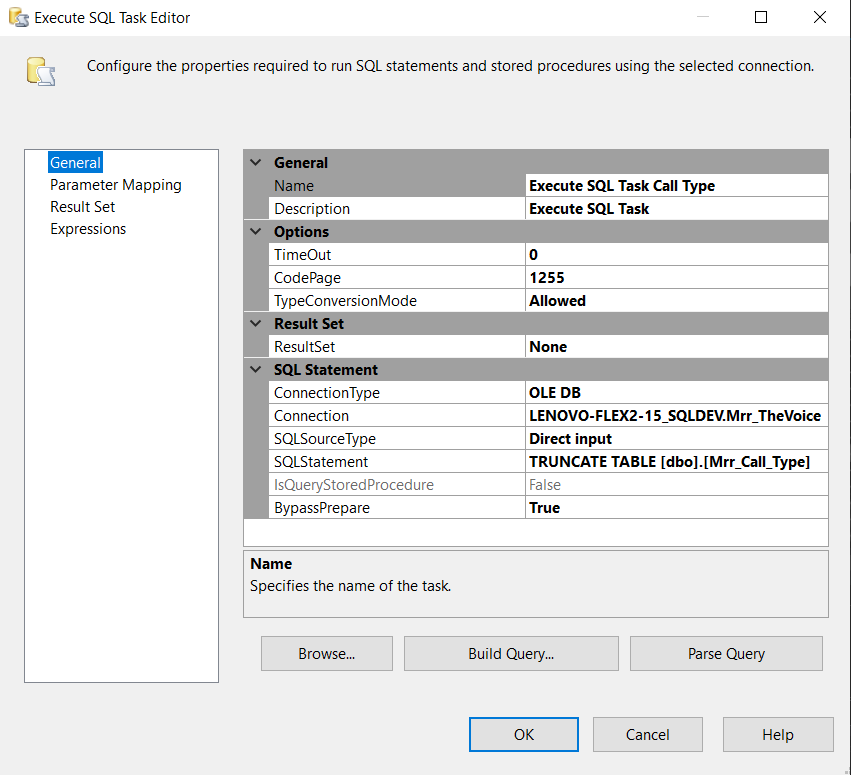 Execute SQL Task Editor
Configure the properties required to run SQL statements and stored procedures using the selected connection.
General
Parameter Mapping
Result Set
Expressions
General
Name Execute SQL Task Call Type
Description Execute SQL Task
Options
TimeOut 0
CodePage 1255
TypeConversionMode Allowed
Result Set
ResultSet None
SQL Statement
ConnectionType OLE DB
Connection LENOVO-FLEX2-15_SQLDEV.Mrr_TheVoice
SQLSourceType Direct input
SQLStatement TRUNCATE TABLE [dbo].[Mrr_Call_Type]
IsQueryStoredProcedure False
BypassPrepare True
Name
Specifies the name of the task.
Browse... Build Query... Parse Query
OK Cancel Help